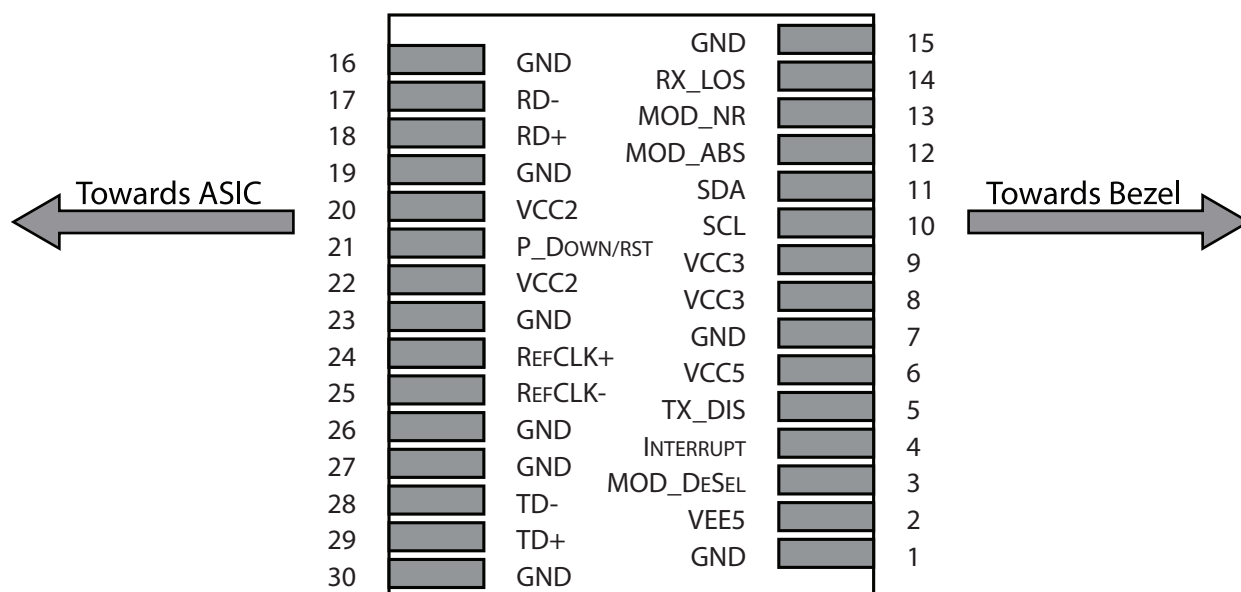 GND 15
16 GND
RX_LOS 14
17 RD-
MOD_NR 13
18 RD+
MOD_ABS 12
19 GND
SDA 11
Towards ASIC
Towards Bezel
20 VCC2
SCL 10
21 P_DOWN/RST
VCC3 9
22 VCC2
VCC3 8
23 GND
GND 7
24 REFCLK+
VCC5 6
25 REFCLK-
TX_DIS 5
26 GND
INTERRUPT 4
27 GND
MOD_DESEL 3
28 TD-
VEE5 2
29 TD+
GND 1
30 GND